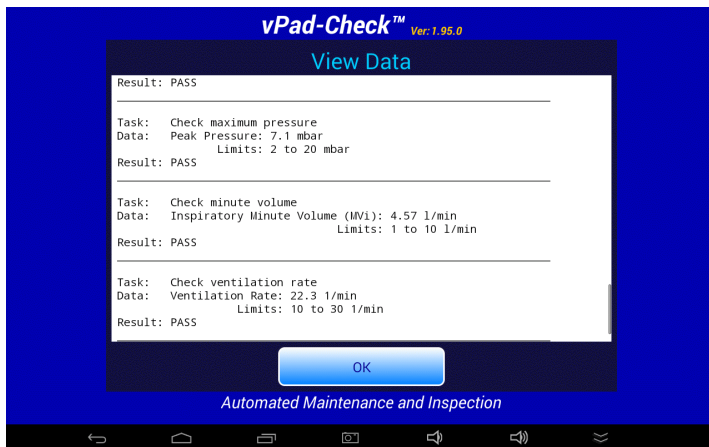 vPad-Check™ Ver: 1.95.0
View Data
Result: PASS
Task: Check maximum pressure
Data: Peak Pressure: 7.1 mbar
Limits: 2 to 20 mbar
Result: PASS
Task: Check minute volume
Data: Inspiratory Minute Volume (MVi): 4.57 l/min
Limits: 1 to 10 l/min
Result: PASS
Task: Check ventilation rate
Data: Ventilation Rate: 22.3 1/min
Limits: 10 to 30 1/min
Result: PASS
OK
Automated Maintenance and Inspection